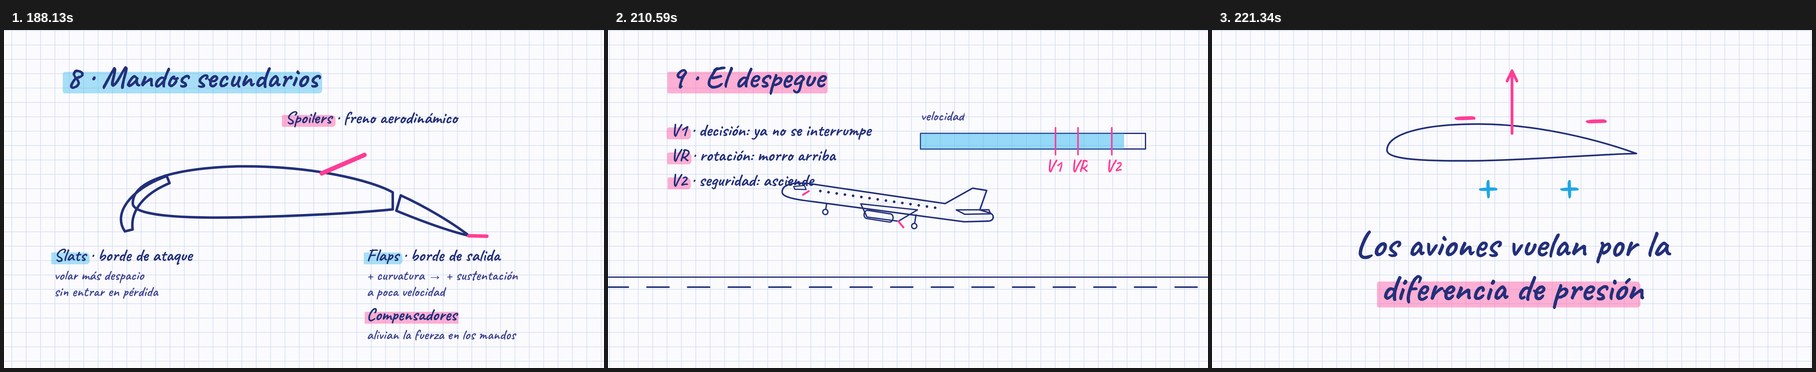 1. 188.13s
8 · Mandos secundarios
Spoilers · freno aerodinámico
Slats · borde de ataque
volar más despacio
sin entrar en pérdida
Flaps · borde de salida
+ curvatura → + sustentación
a poca velocidad
Compensadores
alivian la fuerza en los mandos
2. 210.59s
9 · El despegue
V1 · decisión: ya no se interrumpe
VR · rotación: morro arriba
V2 · seguridad: asciende
velocidad
V1 VR V2
3. 221.34s
Los aviones vuelan por la
diferencia de presión